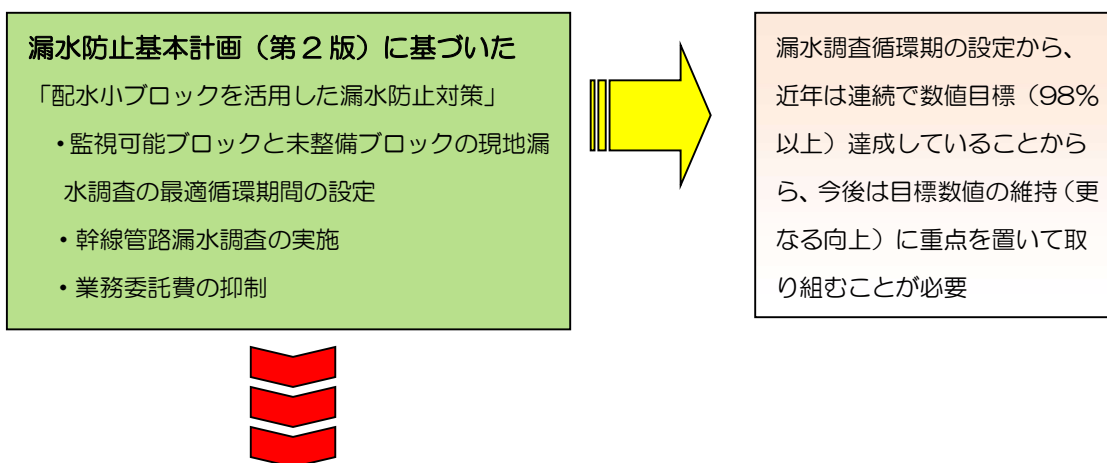 漏水防止基本計画（第２版）に基づいた
「配水小ブロックを活用した漏水防止対策」
・監視可能ブロックと未整備ブロックの現地漏
水調査の最適循環期間の設定
・幹線管路漏水調査の実施
・業務委託費の抑制
漏水調査循環期の設定から、
近年は連続で数値目標（98％
以上）達成していることから
ら、今後は目標数値の維持（更
なる向上）に重点を置いて取
り組むことが必要